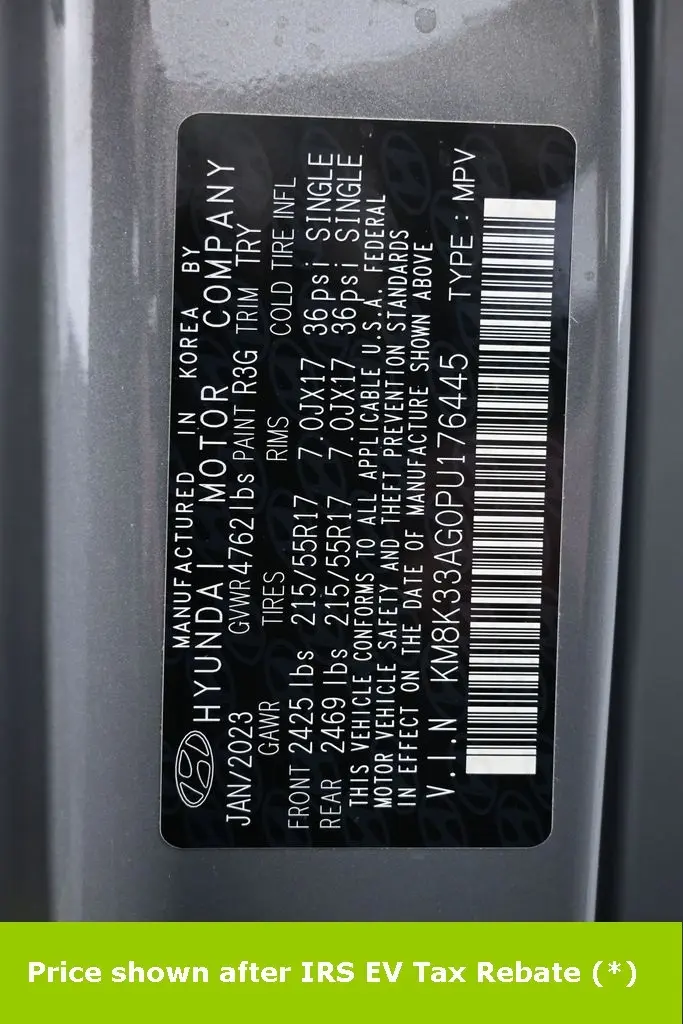 MANUFACTURED IN KOREA BY
HYUNDAI MOTOR COMPANY
JAN/2023 GVWR 4762lbs PAINT R3G TRIM TRY
GAWR TIRES RIMS COLD TIRE INFL
FRONT 2425 lbs 215/55R17 7.0JX17 36psi SINGLE
REAR 2469 lbs 215/55R17 7.0JX17 36psi SINGLE
THIS VEHICLE CONFORMS TO ALL APPLICABLE U.S.A. FEDERAL
MOTOR VEHICLE SAFETY AND THEFT PREVENTION STANDARDS
IN EFFECT ON THE DATE OF MANUFACTURE SHOWN ABOVE
V.I.N KM8K33AG0PU176445 TYPE : MPV
Price shown after IRS EV Tax Rebate (*)